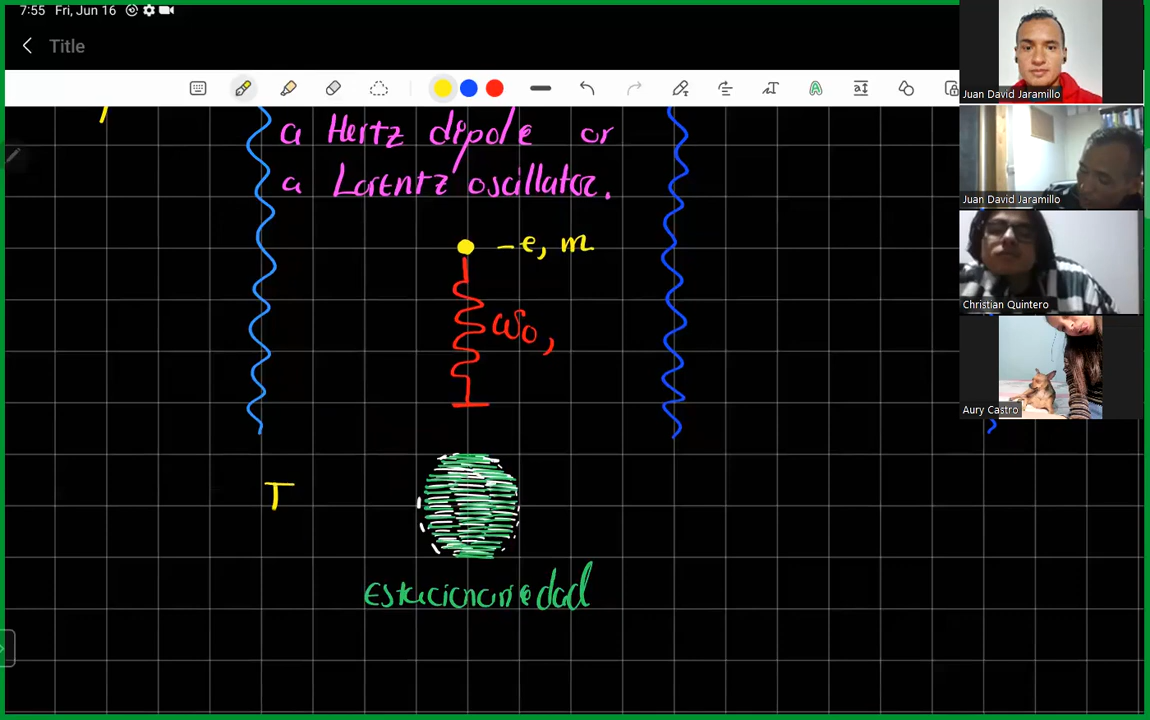 7:55 Fri, Jun 16
Title
a Hertz dipole or
a Lorentz oscillator.
-e, m
ω₀,
T
Estacionariedad
Juan David Jaramillo
Juan David Jaramillo
Christian Quintero
Aury Castro